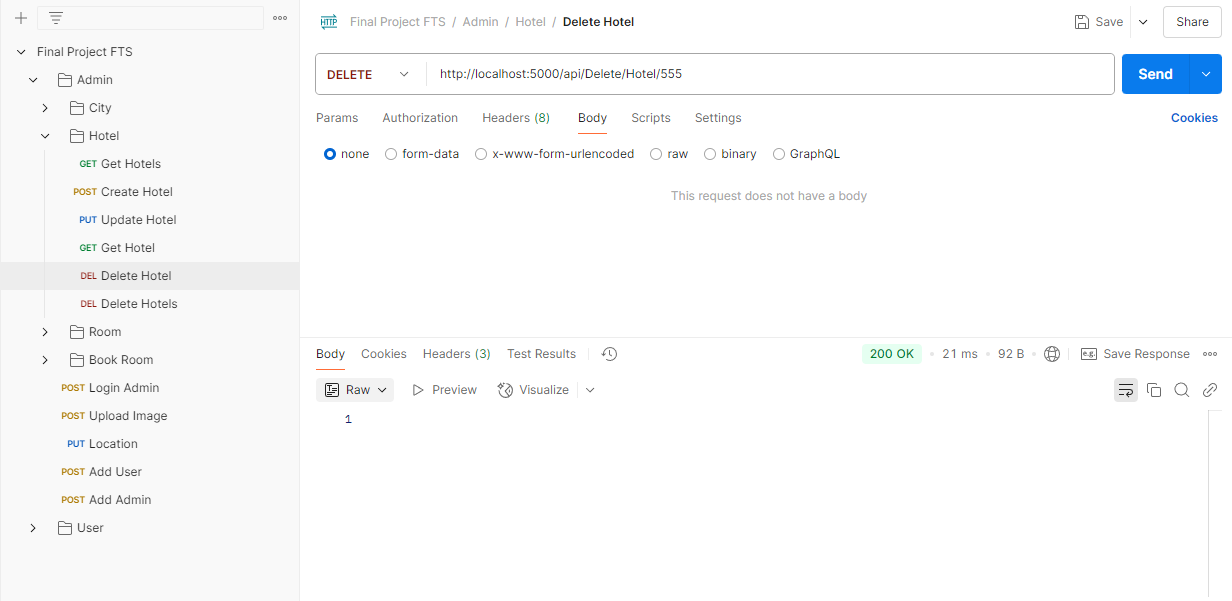 Final Project FTS
Admin
City
Hotel
GET Get Hotels
POST Create Hotel
PUT Update Hotel
GET Get Hotel
DEL Delete Hotel
DEL Delete Hotels
Room
Book Room
POST Login Admin
POST Upload Image
PUT Location
POST Add User
POST Add Admin
User
HTTP Final Project FTS / Admin / Hotel / Delete Hotel Save Share
DELETE http://localhost:5000/api/Delete/Hotel/555 Send
Params Authorization Headers (8) Body Scripts Settings Cookies
none form-data x-www-form-urlencoded raw binary GraphQL
This request does not have a body
Body Cookies Headers (3) Test Results 200 OK • 21 ms • 92 B • e.g. Save Response
Raw Preview Visualize
1